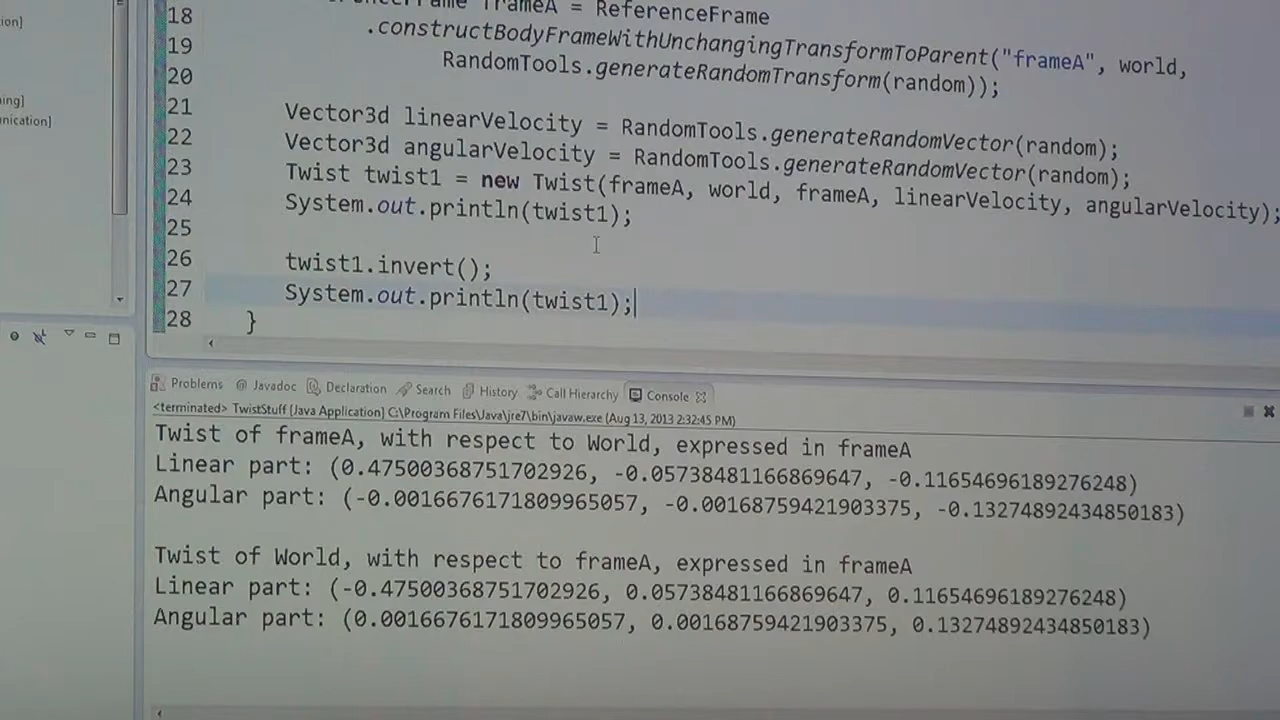 ion]
ning]
nication]
18 frameA = ReferenceFrame
19 .constructBodyFrameWithUnchangingTransformToParent("frameA", world,
20 RandomTools.generateRandomTransform(random));
21
22 Vector3d linearVelocity = RandomTools.generateRandomVector(random);
23 Vector3d angularVelocity = RandomTools.generateRandomVector(random);
24 Twist twist1 = new Twist(frameA, world, frameA, linearVelocity, angularVelocity);
25 System.out.println(twist1);
26 twist1.invert();
27 System.out.println(twist1);
28 }
Problems @ Javadoc Declaration Search History Call Hierarchy Console
<terminated> TwistStuff [Java Application] C:\Program Files\Java\jre7\bin\javaw.exe (Aug 13, 2013 2:32:45 PM)
Twist of frameA, with respect to World, expressed in frameA
Linear part: (0.47500368751702926, -0.05738481166869647, -0.11654696189276248)
Angular part: (-0.0016676171809965057, -0.00168759421903375, -0.13274892434850183)
Twist of World, with respect to frameA, expressed in frameA
Linear part: (-0.47500368751702926, 0.05738481166869647, 0.11654696189276248)
Angular part: (0.0016676171809965057, 0.00168759421903375, 0.13274892434850183)